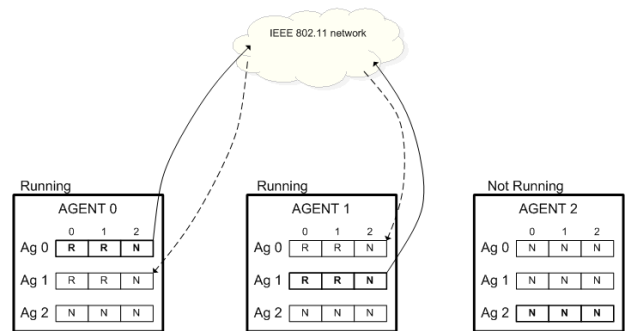 IEEE 802.11 network
Running
AGENT 0
0 1 2
Ag 0 R R N
Ag 1 R R N
Ag 2 N N N
Running
AGENT 1
0 1 2
Ag 0 R R N
Ag 1 R R N
Ag 2 N N N
Not Running
AGENT 2
0 1 2
Ag 0 N N N
Ag 1 N N N
Ag 2 N N N